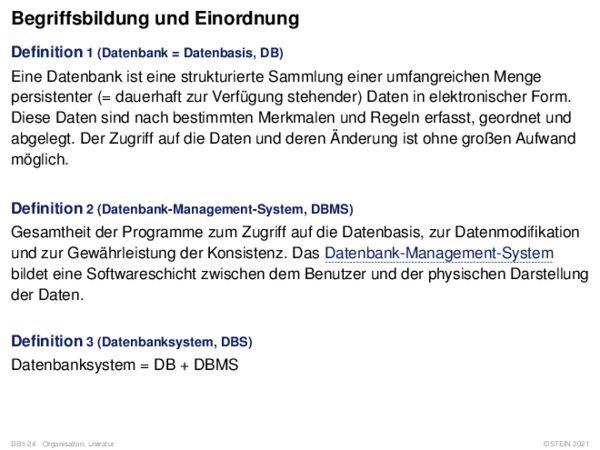 Begriffsbildung und Einordnung
Definition 1 (Datenbank = Datenbasis, DB)
Eine Datenbank ist eine strukturierte Sammlung einer umfangreichen Menge
persistenter (= dauerhaft zur Verfügung stehender) Daten in elektronischer Form.
Diese Daten sind nach bestimmten Merkmalen und Regeln erfasst, geordnet und
abgelegt. Der Zugriff auf die Daten und deren Änderung ist ohne großen Aufwand
möglich.
Definition 2 (Datenbank-Management-System, DBMS)
Gesamtheit der Programme zum Zugriff auf die Datenbasis, zur Datenmodifikation
und zur Gewährleistung der Konsistenz. Das Datenbank-Management-System
bildet eine Softwareschicht zwischen dem Benutzer und der physischen Darstellung
der Daten.
Definition 3 (Datenbanksystem, DBS)
Datenbanksystem = DB + DBMS
DB:I-24 Organisation, Literatur
©STEIN 2021